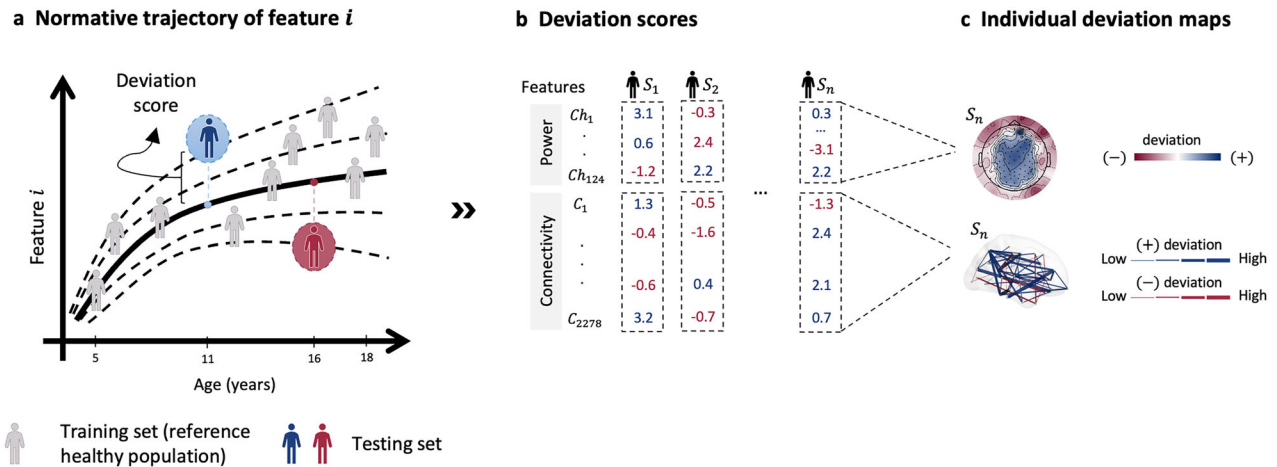 a Normative trajectory of feature i
Deviation
score
Feature i
5
11
16
18
Age (years)
Training set (reference
healthy population)
Testing set
b Deviation scores
Features
S₁
S₂
Sₙ
Power
Ch₁
3.1
-0.3
0.3
.
...
.
0.6
2.4
-3.1
Ch₁₂₄
-1.2
2.2
2.2
...
Connectivity
C₁
1.3
-0.5
-1.3
.
-0.4
-1.6
2.4
.
.
-0.6
0.4
2.1
C₂₂₇₈
3.2
-0.7
0.7
c Individual deviation maps
Sₙ
deviation
(−)
(+)
Sₙ
(+) deviation
Low
High
(−) deviation
Low
High